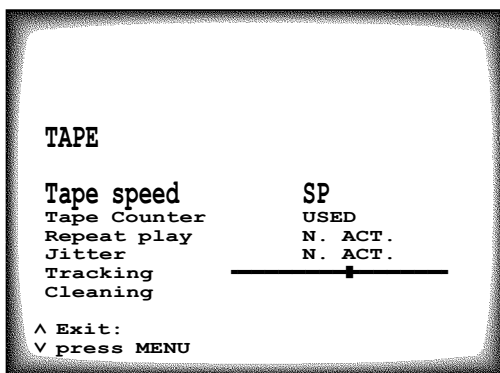 TAPE
Tape speed SP
Tape Counter USED
Repeat play N. ACT.
Jitter N. ACT.
Tracking
Cleaning
^ Exit:
v press MENU